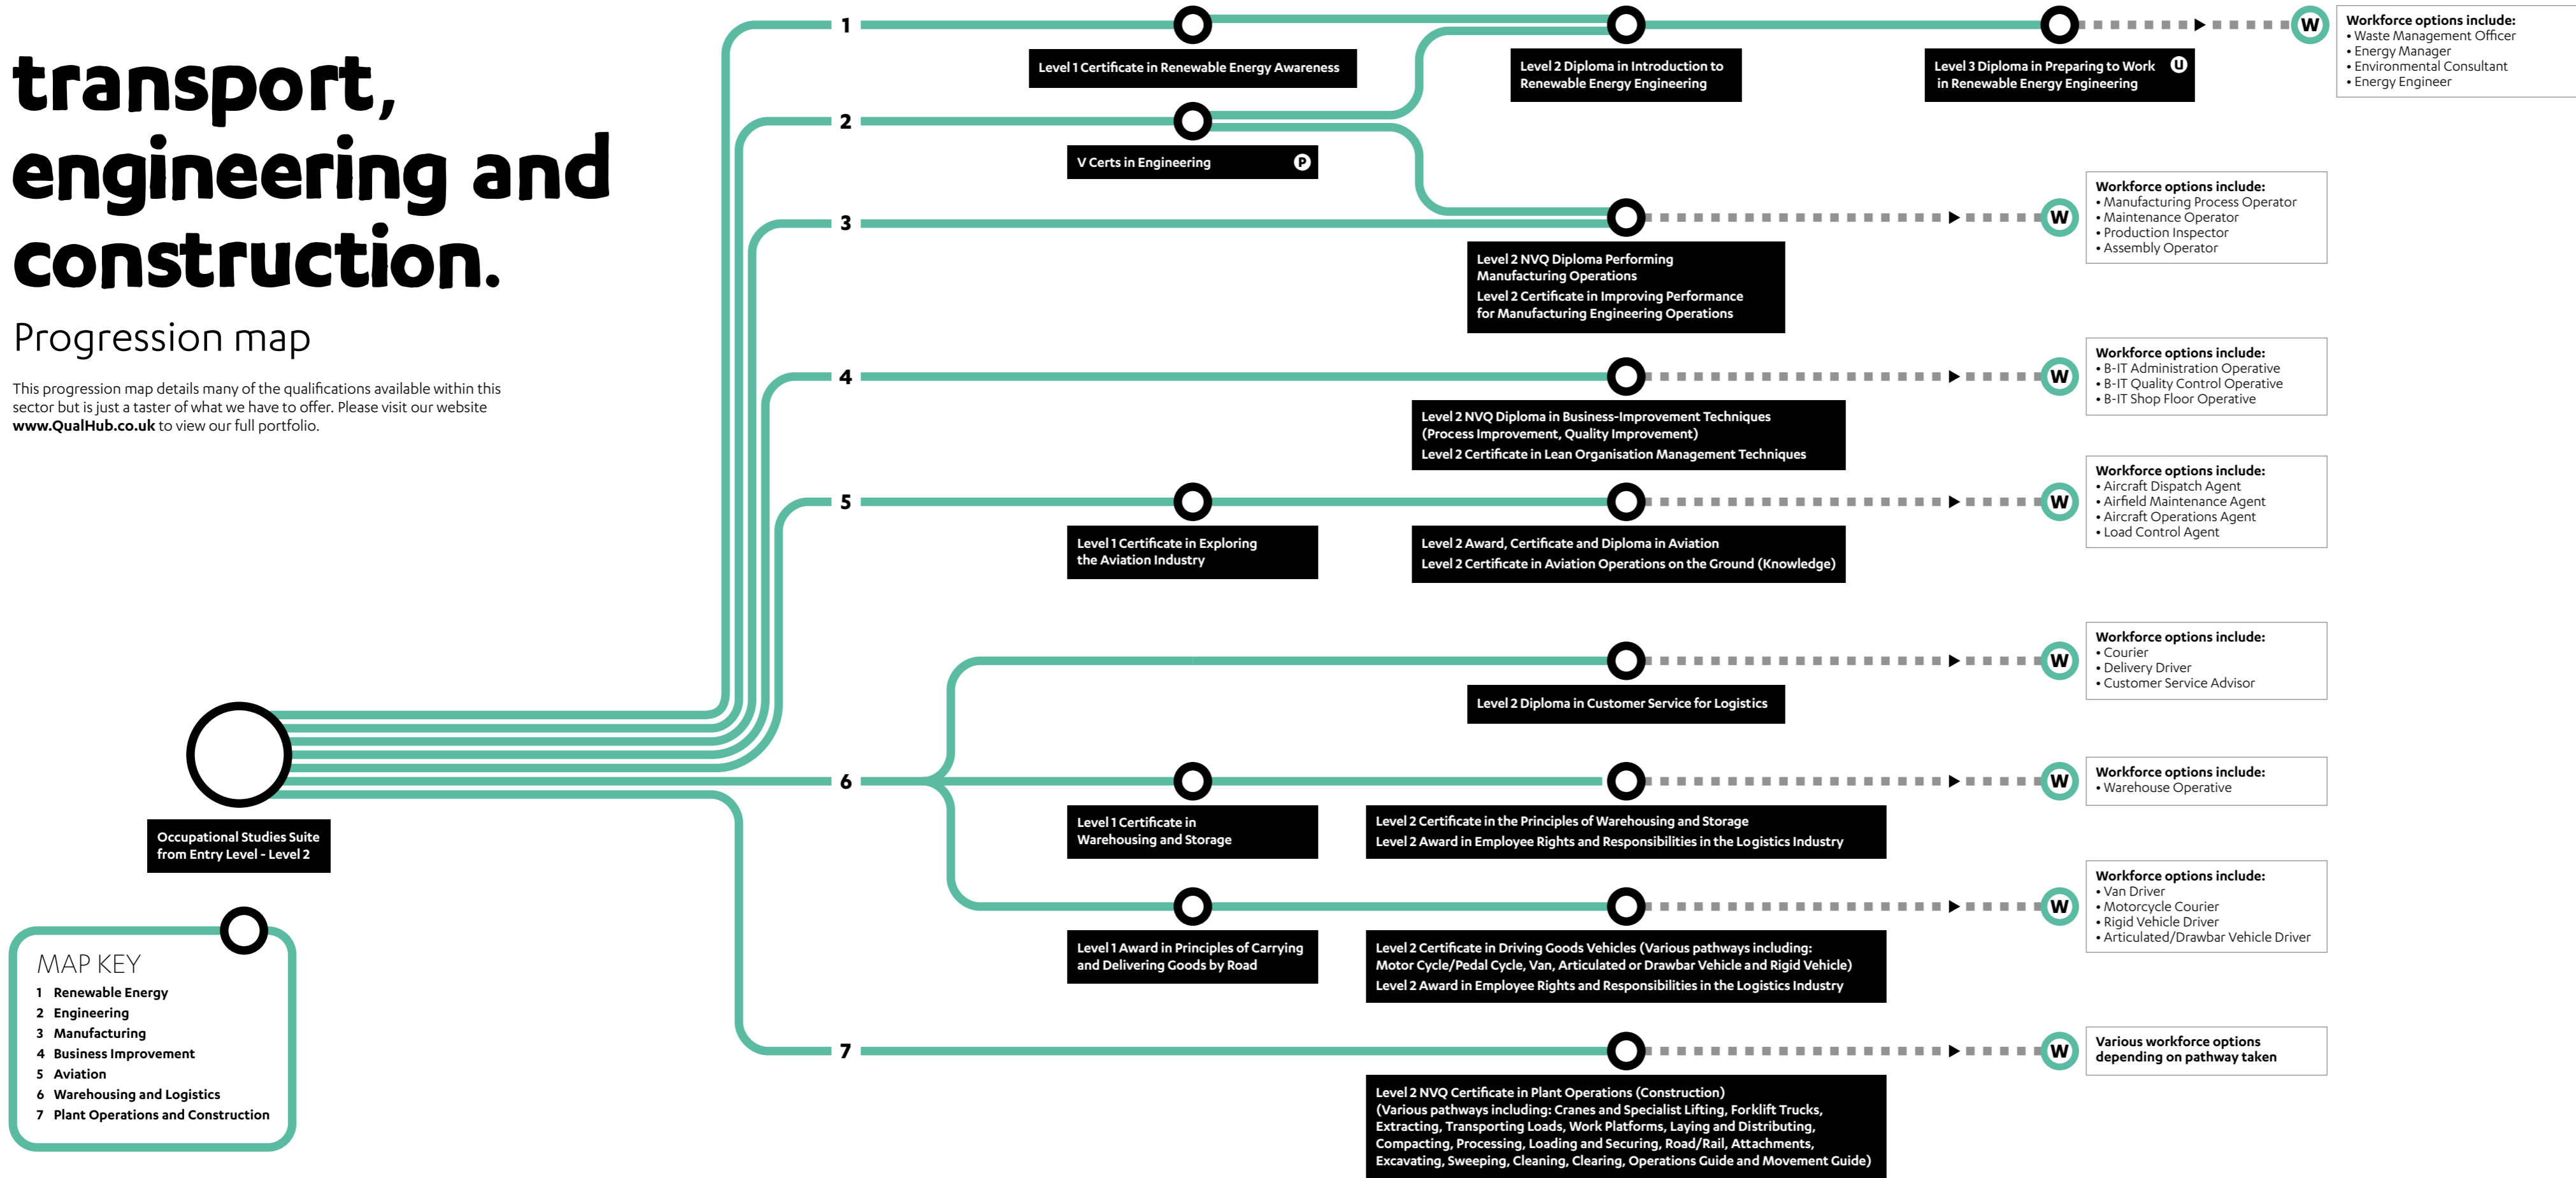 transport,
engineering and
construction.
Progression map
This progression map details many of the qualifications available within this
sector but is just a taster of what we have to offer. Please visit our website
www.QualHub.co.uk to view our full portfolio.
Occupational Studies Suite
from Entry Level - Level 2
MAP KEY
1 Renewable Energy
2 Engineering
3 Manufacturing
4 Business Improvement
5 Aviation
6 Warehousing and Logistics
7 Plant Operations and Construction
1
Level 1 Certificate in Renewable Energy Awareness
Level 2 Diploma in Introduction to
Renewable Energy Engineering
Level 3 Diploma in Preparing to Work
in Renewable Energy Engineering
U
W
Workforce options include:
• Waste Management Officer
• Energy Manager
• Environmental Consultant
• Energy Engineer
2
V Certs in Engineering
P
3
Level 2 NVQ Diploma Performing
Manufacturing Operations
Level 2 Certificate in Improving Performance
for Manufacturing Engineering Operations
W
Workforce options include:
• Manufacturing Process Operator
• Maintenance Operator
• Production Inspector
• Assembly Operator
4
Level 2 NVQ Diploma in Business-Improvement Techniques
(Process Improvement, Quality Improvement)
Level 2 Certificate in Lean Organisation Management Techniques
W
Workforce options include:
• B-IT Administration Operative
• B-IT Quality Control Operative
• B-IT Shop Floor Operative
5
Level 1 Certificate in Exploring
the Aviation Industry
Level 2 Award, Certificate and Diploma in Aviation
Level 2 Certificate in Aviation Operations on the Ground (Knowledge)
W
Workforce options include:
• Aircraft Dispatch Agent
• Airfield Maintenance Agent
• Aircraft Operations Agent
• Load Control Agent
6
Level 2 Diploma in Customer Service for Logistics
W
Workforce options include:
• Courier
• Delivery Driver
• Customer Service Advisor
Level 1 Certificate in
Warehousing and Storage
Level 2 Certificate in the Principles of Warehousing and Storage
Level 2 Award in Employee Rights and Responsibilities in the Logistics Industry
W
Workforce options include:
• Warehouse Operative
Level 1 Award in Principles of Carrying
and Delivering Goods by Road
Level 2 Certificate in Driving Goods Vehicles (Various pathways including:
Motor Cycle/Pedal Cycle, Van, Articulated or Drawbar Vehicle and Rigid Vehicle)
Level 2 Award in Employee Rights and Responsibilities in the Logistics Industry
W
Workforce options include:
• Van Driver
• Motorcycle Courier
• Rigid Vehicle Driver
• Articulated/Drawbar Vehicle Driver
7
Level 2 NVQ Certificate in Plant Operations (Construction)
(Various pathways including: Cranes and Specialist Lifting, Forklift Trucks,
Extracting, Transporting Loads, Work Platforms, Laying and Distributing,
Compacting, Processing, Loading and Securing, Road/Rail, Attachments,
Excavating, Sweeping, Cleaning, Clearing, Operations Guide and Movement Guide)
W
Various workforce options
depending on pathway taken